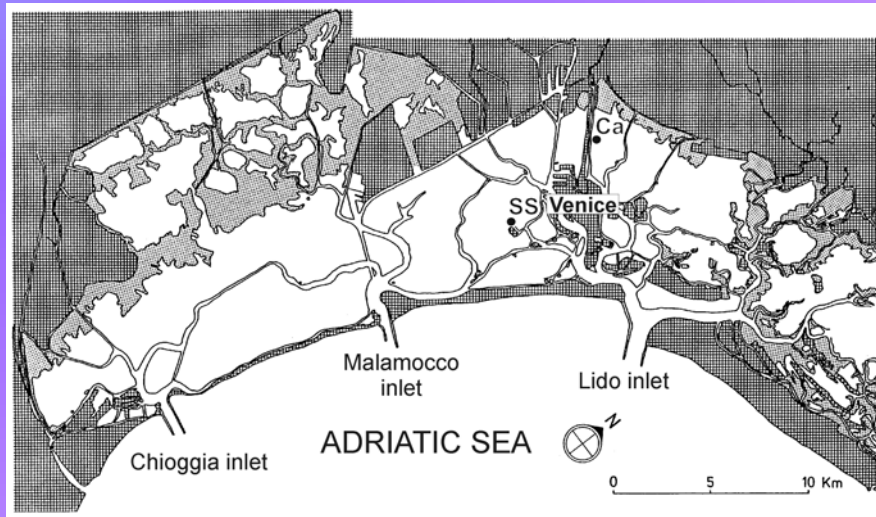 Ca
SS Venice
Malamocco
inlet
Lido inlet
Chioggia inlet
ADRIATIC SEA
N
0 5 10 Km